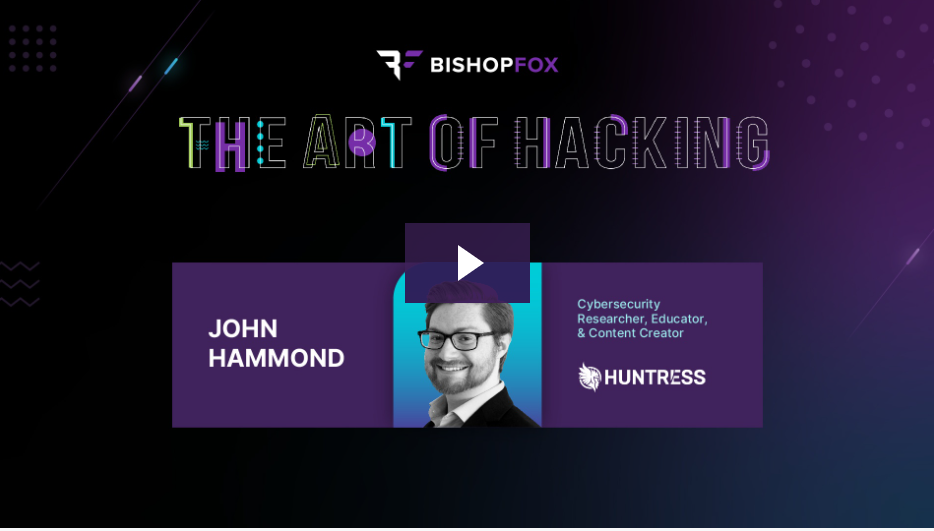 BISHOPFOX
THE ART OF HACKING
JOHN
HAMMOND
Cybersecurity
Researcher, Educator,
& Content Creator
HUNTRESS